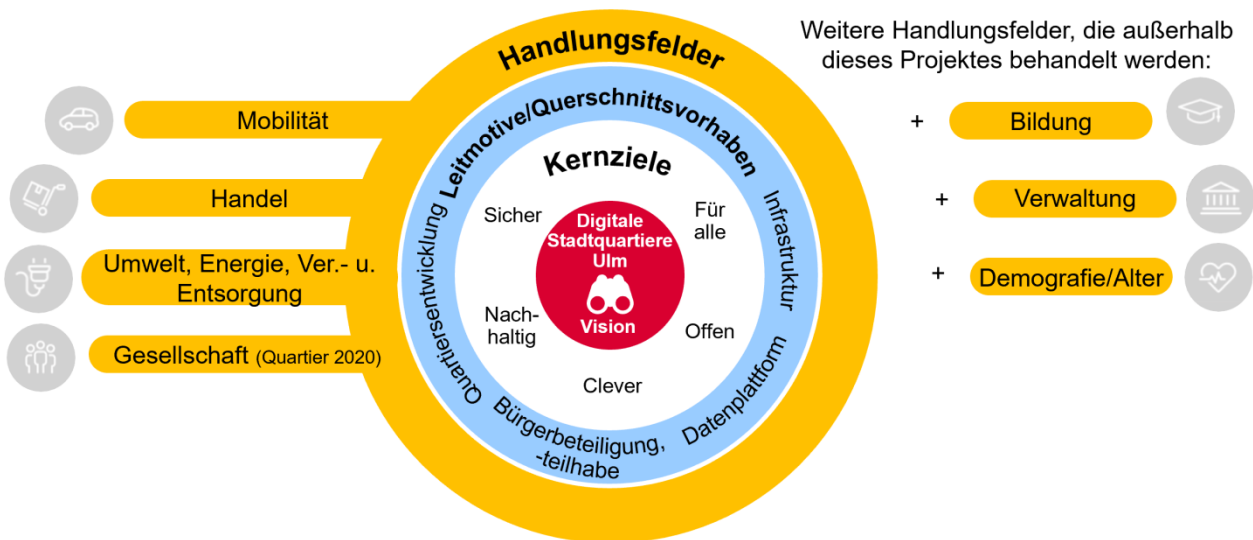 Handlungsfelder
Leitmotive/Querschnittsvorhaben
Quartiersentwicklung
Bürgerbeteiligung,
-teilhabe
Datenplattform
Infrastruktur
Kernziele
Sicher
Für
alle
Nach-
haltig
Offen
Clever
Digitale
Stadtquartiere
Ulm
Vision
Mobilität
Handel
Umwelt, Energie, Ver.- u.
Entsorgung
Gesellschaft (Quartier 2020)
Weitere Handlungsfelder, die außerhalb
dieses Projektes behandelt werden:
+ Bildung
+ Verwaltung
+ Demografie/Alter